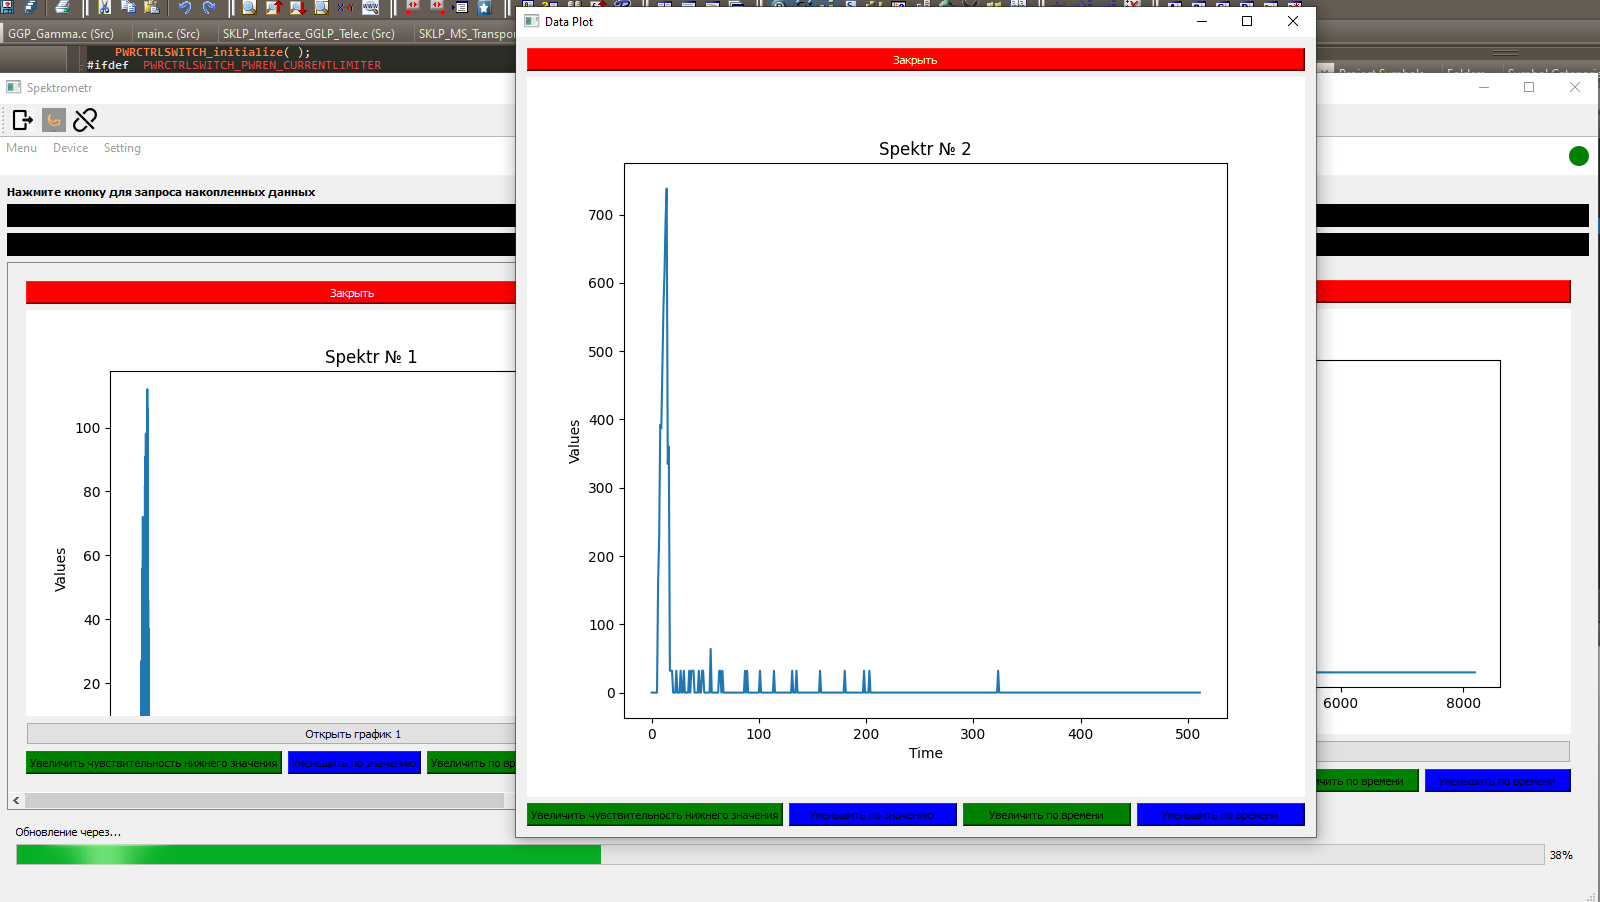 Data Plot
GGP_Gamma.c (Src)
main.c (Src)
SKLP_Interface_GGLP_Tele.c (Src)
SKLP_MS_Transpor
PWRCTRLSWITCH_initialize( );
#ifdef PWRCTRLSWITCH_PWREN_CURRENTLIMITER
Закрыть
Spektrometr
Menu
Device
Setting
Нажмите кнопку для запроса накопленных данных
Spektr № 2
700
600
500
400
300
200
100
0
Values
0
100
200
300
400
500
Time
Закрыть
Spektr № 1
100
80
60
40
20
Values
6000
8000
Открыть график 1
Увеличить чувствительность нижнего значения
Уменьшить по значению
Увеличить по вр
чить по времени
Уменьшить по времени
Увеличить чувствительность нижнего значения
Уменьшить по значению
Увеличить по времени
Уменьшить по времени
Обновление через...
38%